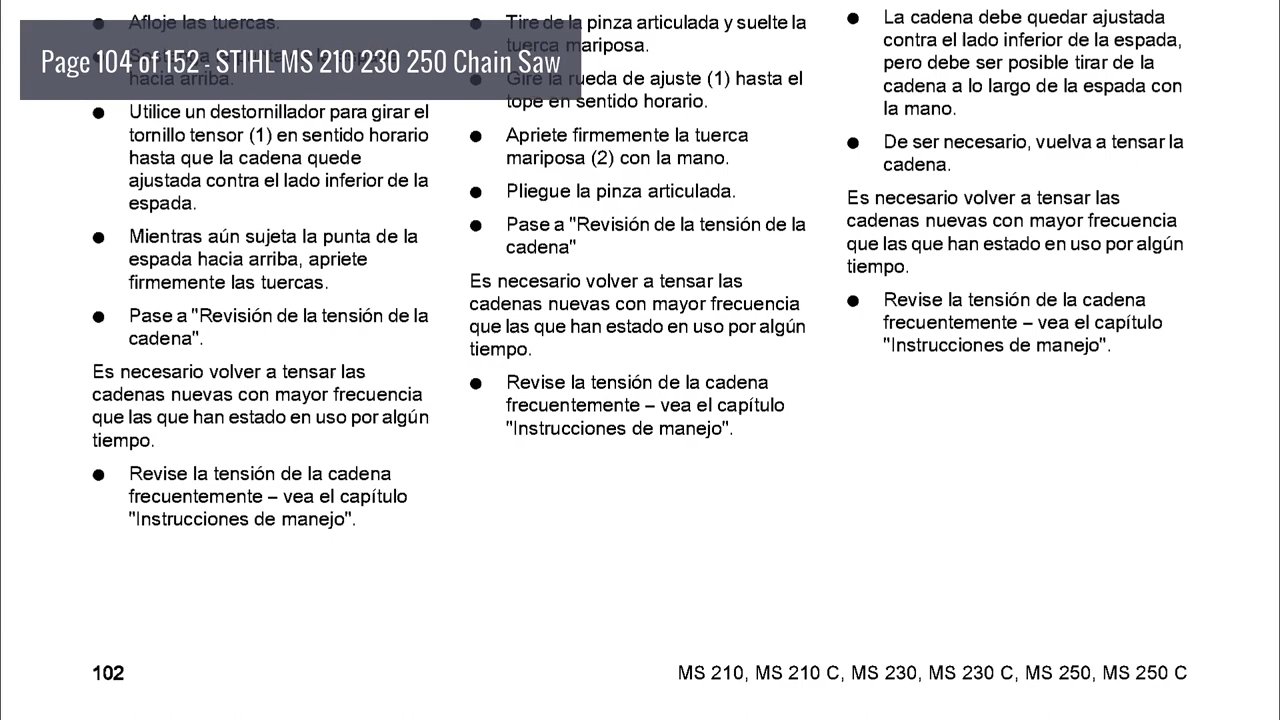 Page 104 of 152 - STIHL MS 210 230 250 Chain Saw
Afloje las tuercas.
hacia arriba.
Utilice un destornillador para girar el
tornillo tensor (1) en sentido horario
hasta que la cadena quede
ajustada contra el lado inferior de la
espada.
Mientras aún sujeta la punta de la
espada hacia arriba, apriete
firmemente las tuercas.
Pase a "Revisión de la tensión de la
cadena".
Es necesario volver a tensar las
cadenas nuevas con mayor frecuencia
que las que han estado en uso por algún
tiempo.
Revise la tensión de la cadena
frecuentemente – vea el capítulo
"Instrucciones de manejo".
Tire de la pinza articulada y suelte la
tuerca mariposa.
Gire la rueda de ajuste (1) hasta el
tope en sentido horario.
Apriete firmemente la tuerca
mariposa (2) con la mano.
Pliegue la pinza articulada.
Pase a "Revisión de la tensión de la
cadena"
Es necesario volver a tensar las
cadenas nuevas con mayor frecuencia
que las que han estado en uso por algún
tiempo.
Revise la tensión de la cadena
frecuentemente – vea el capítulo
"Instrucciones de manejo".
La cadena debe quedar ajustada
contra el lado inferior de la espada,
pero debe ser posible tirar de la
cadena a lo largo de la espada con
la mano.
De ser necesario, vuelva a tensar la
cadena.
Es necesario volver a tensar las
cadenas nuevas con mayor frecuencia
que las que han estado en uso por algún
tiempo.
Revise la tensión de la cadena
frecuentemente – vea el capítulo
"Instrucciones de manejo".
102
MS 210, MS 210 C, MS 230, MS 230 C, MS 250, MS 250 C